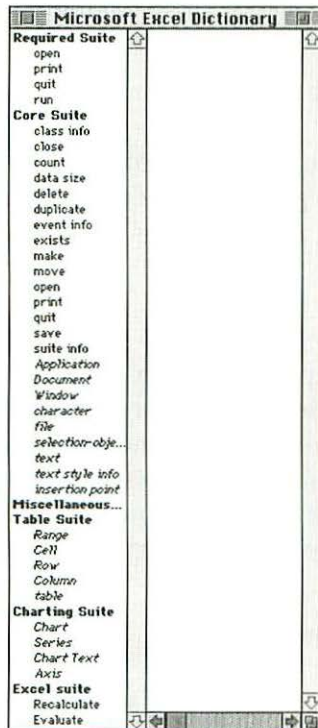 Microsoft Excel Dictionary
Required Suite
open
print
quit
run
Core Suite
class info
close
count
data size
delete
duplicate
event info
exists
make
move
open
print
quit
save
suite info
Application
Document
Window
character
file
selection-obje...
text
text style info
insertion point
Miscellaneous...
Table Suite
Range
Cell
Row
Column
table
Charting Suite
Chart
Series
Chart Text
Axis
Excel suite
Recalculate
Evaluate